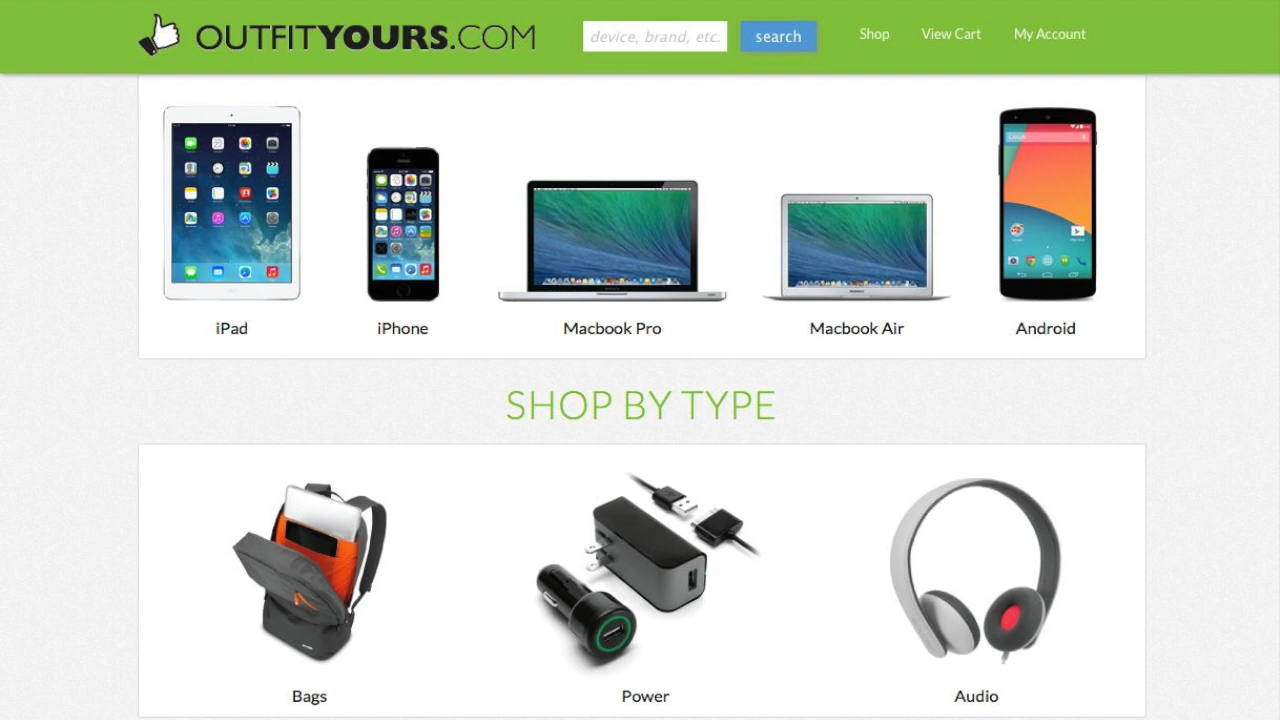 OUTFITYOURS.COM
device, brand, etc.
search
Shop
View Cart
My Account
iPad
iPhone
Macbook Pro
Macbook Air
Android
SHOP BY TYPE
Bags
Power
Audio